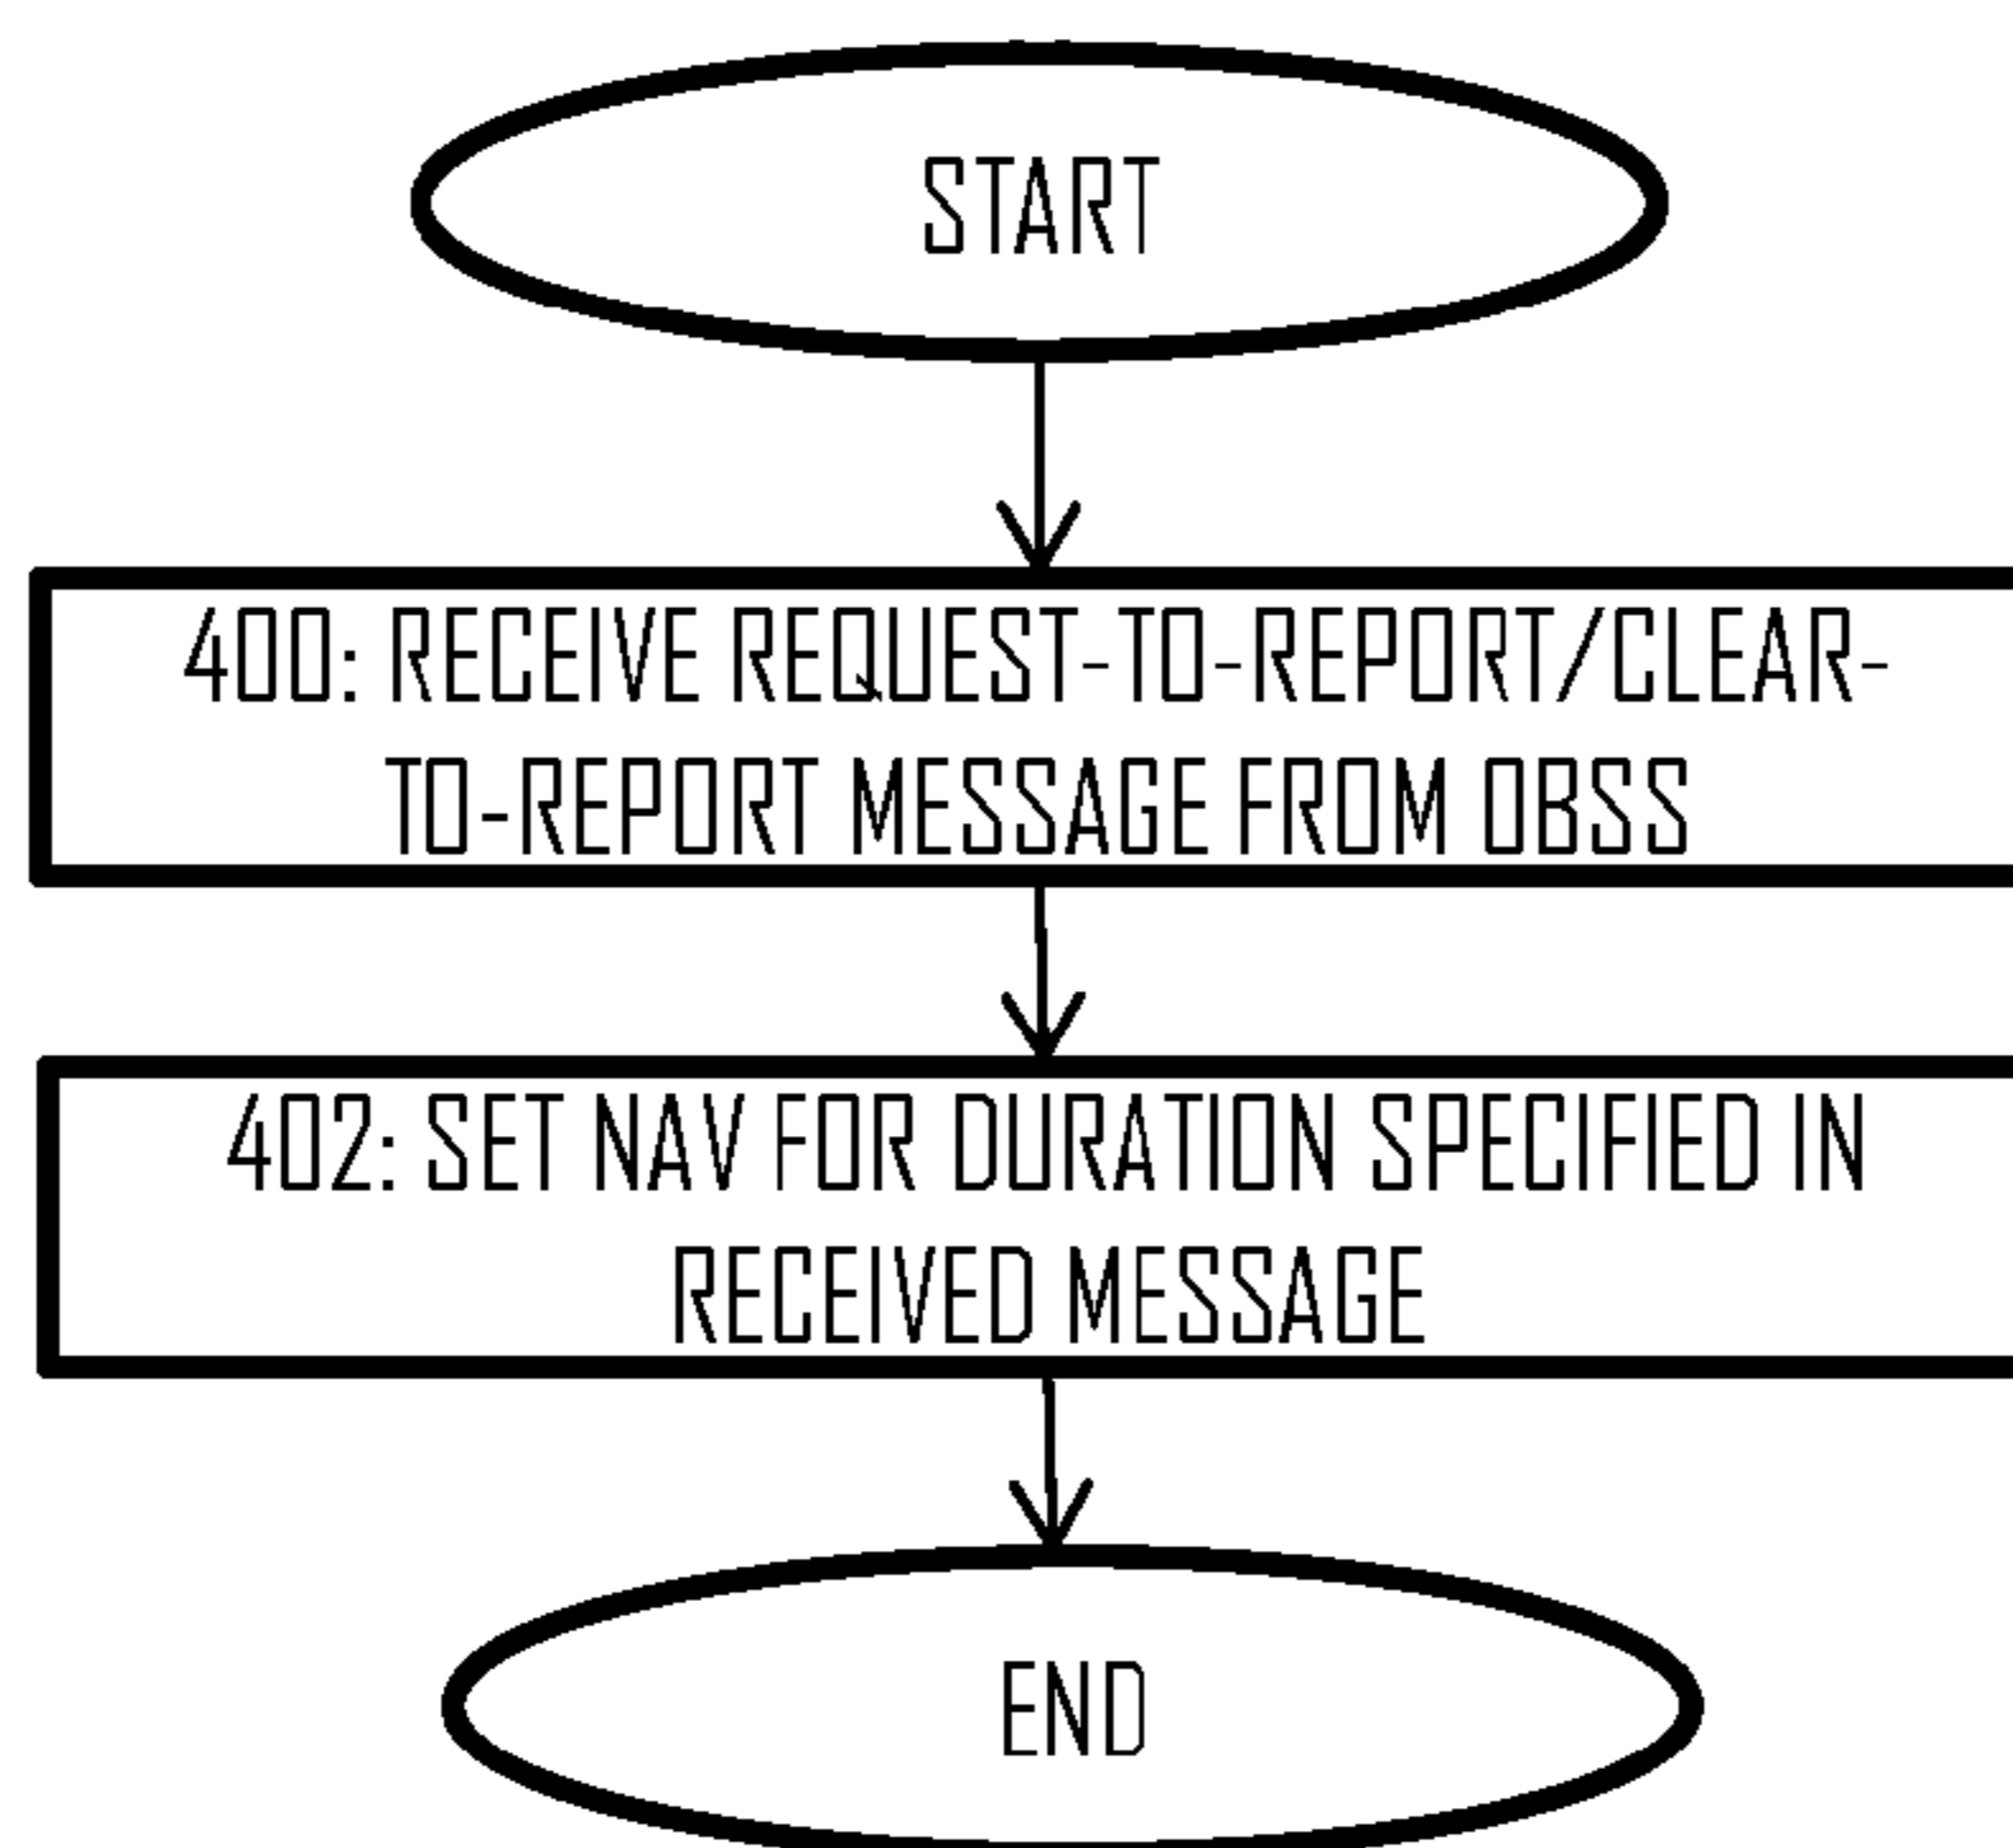 START
400: RECEIVE REQUEST-TO-REPORT/CLEAR-
TO-REPORT MESSAGE FROM OBSS
402: SET NAV FOR DURATION SPECIFIED IN
RECEIVED MESSAGE
END